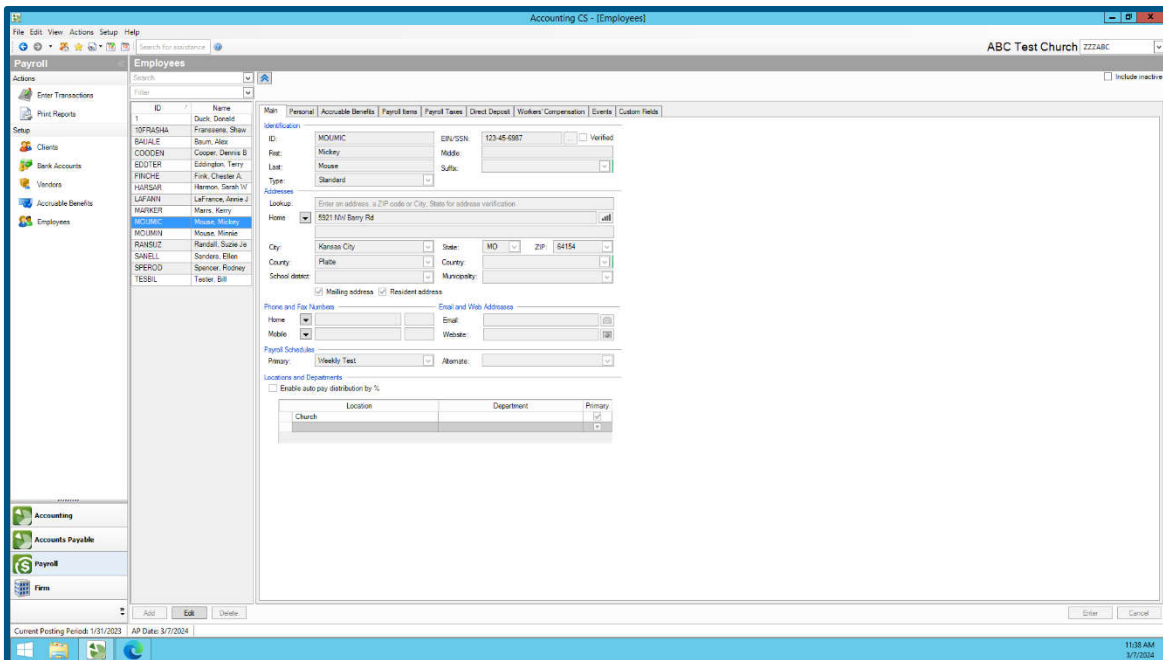 Accounting CS - [Employees]
File Edit View Actions Setup Help
Search for assistance
ABC Test Church ZZZABC
Payroll
Employees
Actions
Enter Transactions
Print Reports
Setup
Clients
Bank Accounts
Vendors
Accruable Benefits
Employees
Search
Filter
Include inactive
ID Name
1 Duck, Donald
10FRASHA Franssens, Shaw
BAUALE Baum, Alex
COODEN Cooper, Dennis B
EDDTER Eddington, Terry
FINCHE Fink, Chester A
HARSAR Harmon, Sarah W
LAFANN LaFrance, Annie J
MARKER Marrs, Kerry
MOUMIC Mouse, Mickey
MOUMIN Mouse, Minnie
RANSUZ Randall, Suzie Je
SANELL Sanders, Ellen
SPEROD Spencer, Rodney
TESBIL Tester, Bill
Main Personal Accruable Benefits Payroll Items Payroll Taxes Direct Deposit Workers' Compensation Events Custom Fields
Identification
ID: MOUMIC EIN/SSN: 123-45-6987 ... Verified
First: Mickey Middle:
Last: Mouse Suffix:
Type: Standard
Addresses
Lookup: Enter an address, a ZIP code or City, State for address verification
Home 5921 NW Barry Rd
City: Kansas City State: MO ZIP: 64154
County: Platte Country:
School district: Municipality:
Mailing address Resident address
Phone and Fax Numbers Email and Web Addresses
Home Email:
Mobile Website:
Payroll Schedules
Primary: Weekly Test Alternate:
Locations and Departments
Enable auto pay distribution by %
Location Department Primary
Church
Accounting
Accounts Payable
Payroll
Firm
Add Edit Delete
Enter Cancel
Current Posting Period: 1/31/2023 AP Date: 3/7/2024
11:38 AM
3/7/2024